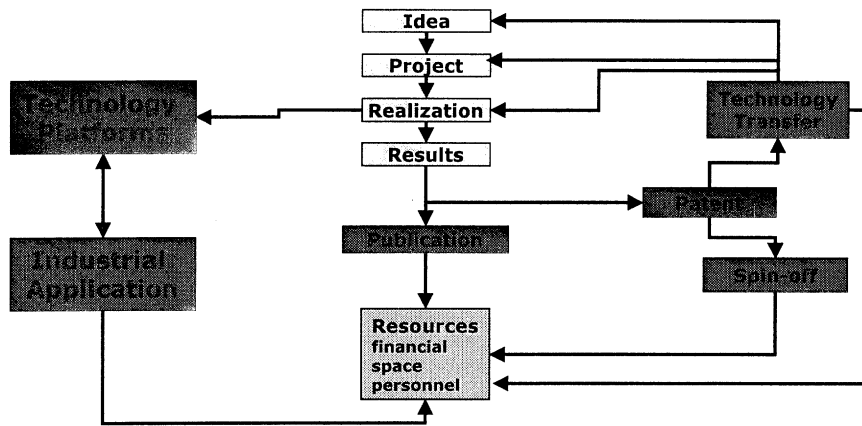 Idea
Project
Technology
Platforms
Realization
Technology
Transfer
Results
Patent
Publication
Industrial
Application
Spin-off
Resources
financial
space
personnel